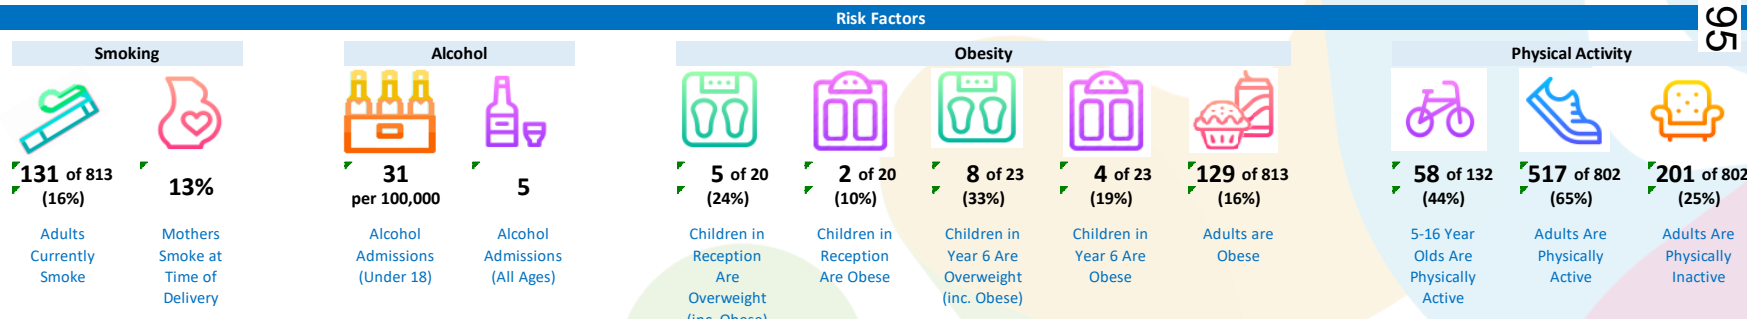 Risk Factors
95
Smoking
Alcohol
Obesity
Physical Activity
131 of 813
(16%)
Adults
Currently
Smoke
13%
Mothers
Smoke at
Time of
Delivery
31
per 100,000
Alcohol
Admissions
(Under 18)
5
Alcohol
Admissions
(All Ages)
5 of 20
(24%)
Children in
Reception
Are
Overweight
(inc. Obese)
2 of 20
(10%)
Children in
Reception
Are Obese
8 of 23
(33%)
Children in
Year 6 Are
Overweight
(inc. Obese)
4 of 23
(19%)
Children in
Year 6 Are
Obese
129 of 813
(16%)
Adults are
Obese
58 of 132
(44%)
5-16 Year
Olds Are
Physically
Active
517 of 802
(65%)
Adults Are
Physically
Active
201 of 802
(25%)
Adults Are
Physically
Inactive